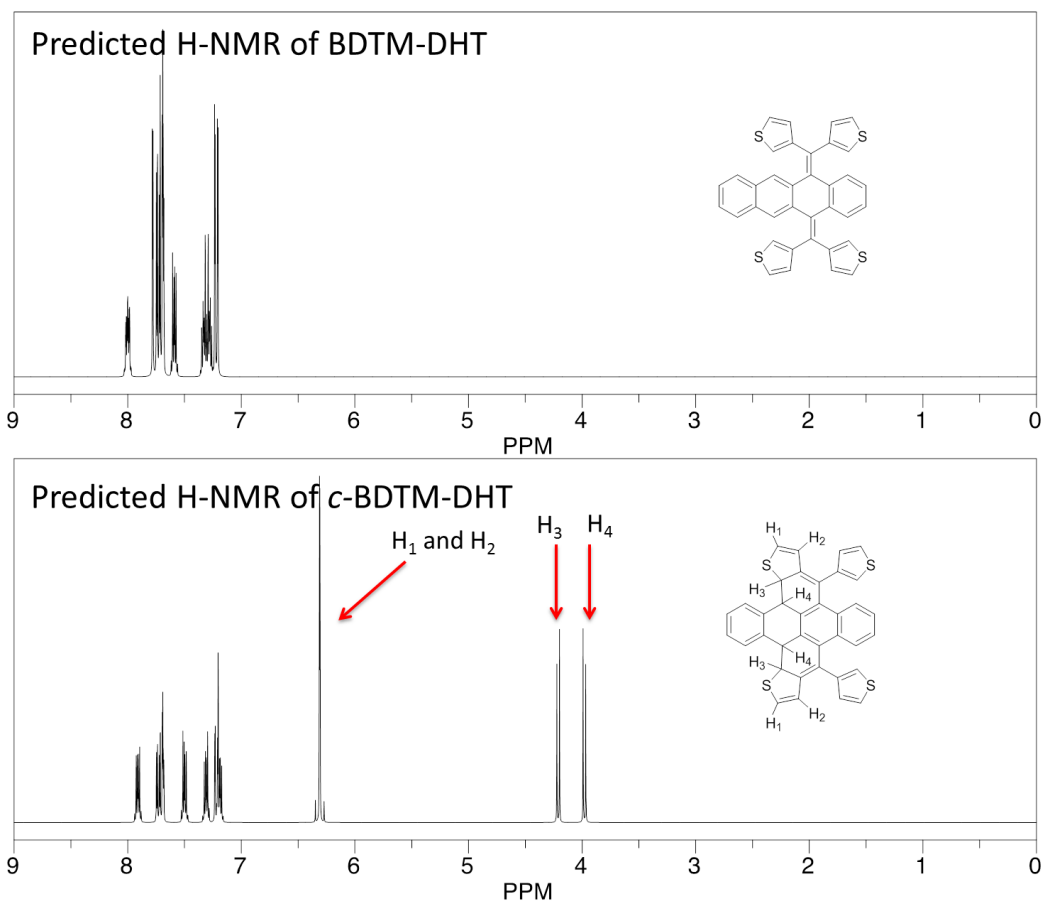 Predicted H-NMR of BDTM-DHT
S S
S S
9 8 7 6 5 4 3 2 1 0
PPM
Predicted H-NMR of c-BDTM-DHT
H1 and H2
H3 H4
H1 H2
S S
H3 H4
H3 H4
S S
H1 H2
9 8 7 6 5 4 3 2 1 0
PPM